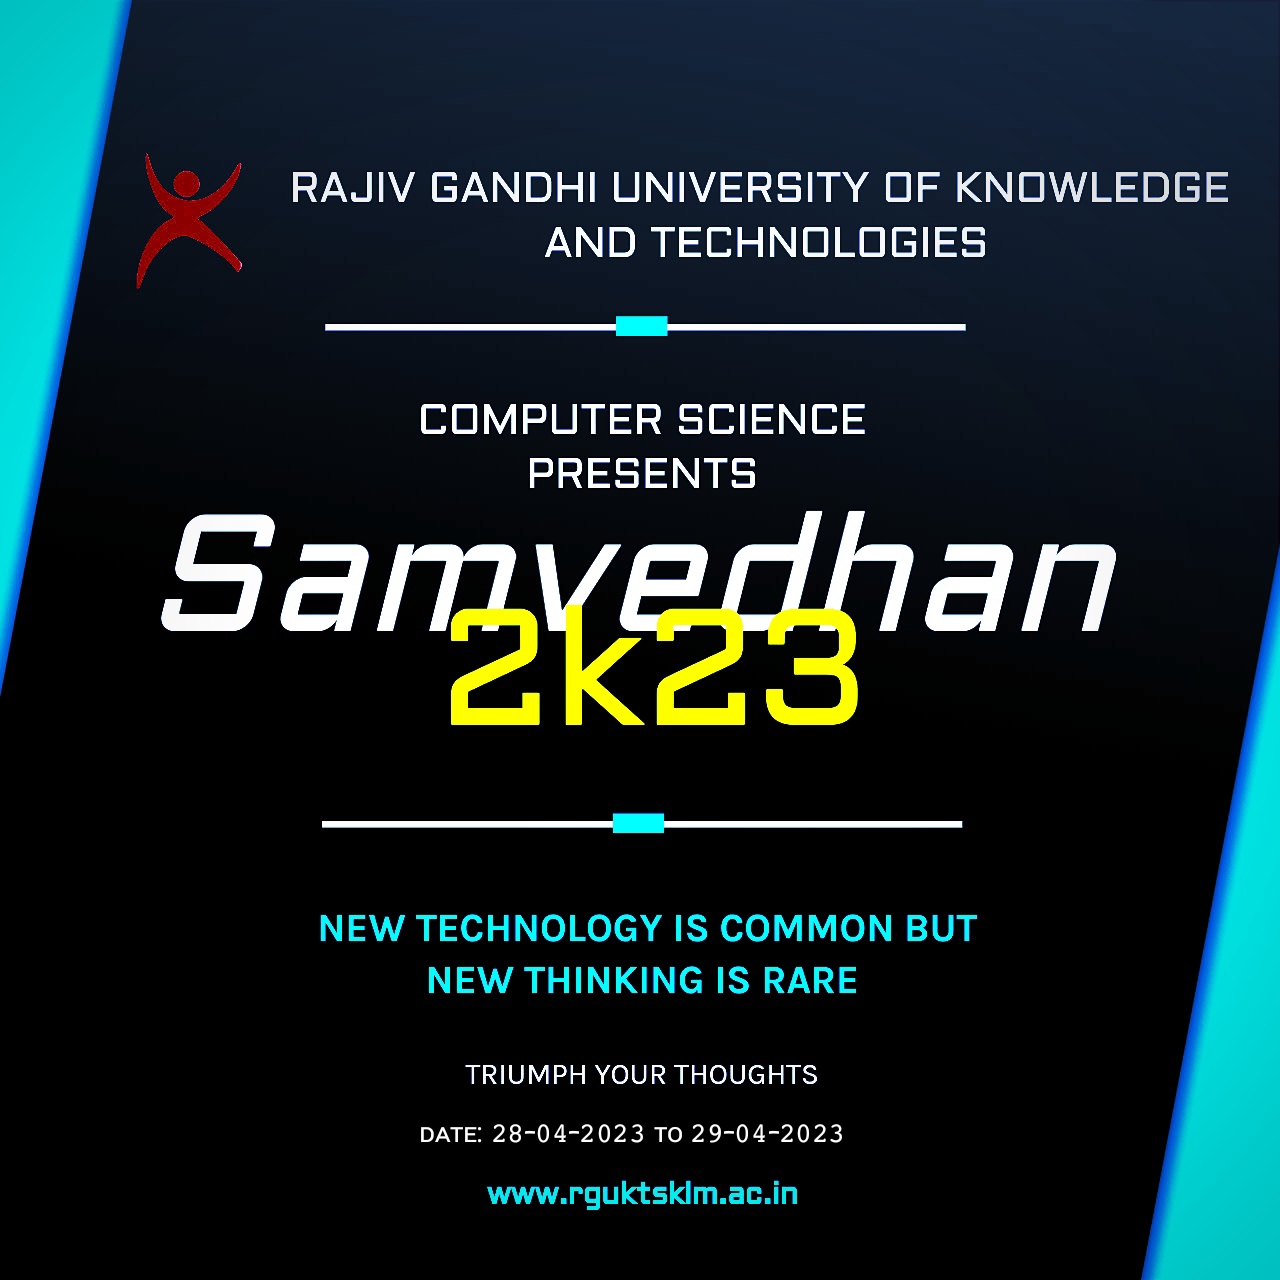 RAJIV GANDHI UNIVERSITY OF KNOWLEDGE
AND TECHNOLOGIES
COMPUTER SCIENCE
PRESENTS
Samvedhan
2k23
NEW TECHNOLOGY IS COMMON BUT
NEW THINKING IS RARE
TRIUMPH YOUR THOUGHTS
DATE: 28-04-2023 TO 29-04-2023
www.rguktsklm.ac.in